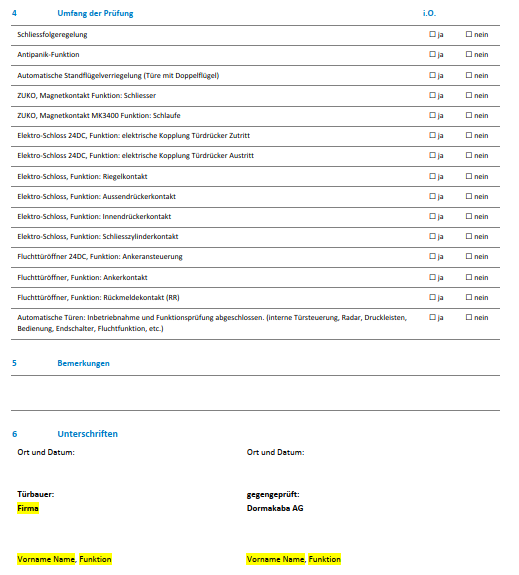 4 Umfang der Prüfung i.O.
Schliessfolgeregelung ☐ ja ☐ nein
Antipanik-Funktion ☐ ja ☐ nein
Automatische Standflügelverriegelung (Türe mit Doppelflügel) ☐ ja ☐ nein
ZUKO, Magnetkontakt Funktion: Schliesser ☐ ja ☐ nein
ZUKO, Magnetkontakt MK3400 Funktion: Schlaufe ☐ ja ☐ nein
Elektro-Schloss 24DC, Funktion: elektrische Kopplung Türdrücker Zutritt ☐ ja ☐ nein
Elektro-Schloss 24DC, Funktion: elektrische Kopplung Türdrücker Austritt ☐ ja ☐ nein
Elektro-Schloss, Funktion: Riegelkontakt ☐ ja ☐ nein
Elektro-Schloss, Funktion: Aussendrückerkontakt ☐ ja ☐ nein
Elektro-Schloss, Funktion: Innendrückerkontakt ☐ ja ☐ nein
Elektro-Schloss, Funktion: Schliesszylinderkontakt ☐ ja ☐ nein
Fluchttüröffner 24DC, Funktion: Ankeransteuerung ☐ ja ☐ nein
Fluchttüröffner, Funktion: Ankerkontakt ☐ ja ☐ nein
Fluchttüröffner, Funktion: Rückmeldekontakt (RR) ☐ ja ☐ nein
Automatische Türen: Inbetriebnahme und Funktionsprüfung abgeschlossen. (interne Türsteuerung, Radar, Druckleisten, ☐ ja ☐ nein
Bedienung, Endschalter, Fluchtfunktion, etc.)
5 Bemerkungen
6 Unterschriften
Ort und Datum: Ort und Datum:
Türbauer: gegengeprüft:
Firma Dormakaba AG
Vorname Name, Funktion Vorname Name, Funktion